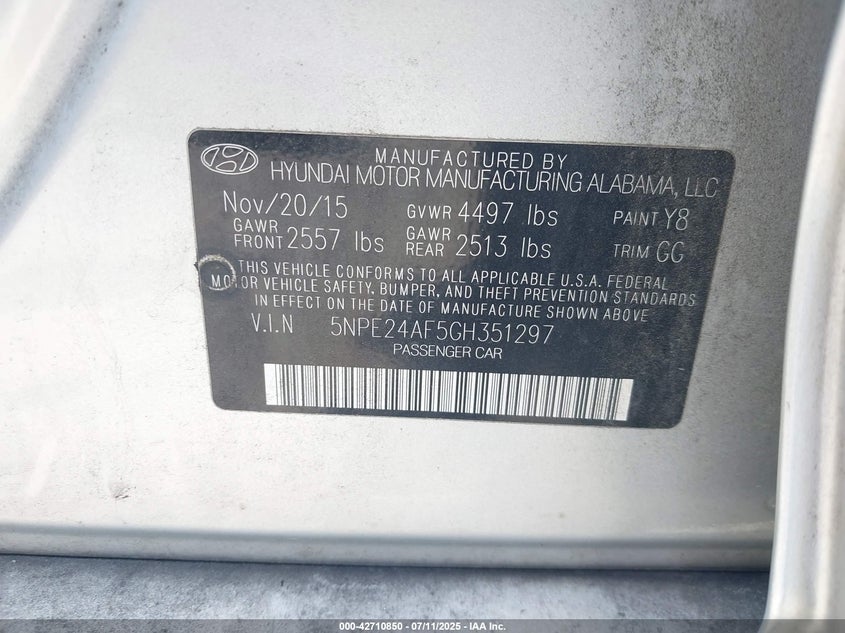 MANUFACTURED BY
HYUNDAI MOTOR MANUFACTURING ALABAMA, LLC
Nov/20/15 GVWR 4497 lbs PAINT Y8
GAWR FRONT 2557 lbs GAWR REAR 2513 lbs TRIM GG
THIS VEHICLE CONFORMS TO ALL APPLICABLE U.S.A. FEDERAL
MOTOR VEHICLE SAFETY, BUMPER, AND THEFT PREVENTION STANDARDS
IN EFFECT ON THE DATE OF MANUFACTURE SHOWN ABOVE
V.I.N 5NPE24AF5GH351297
PASSENGER CAR
000-42710850 - 07/11/2025 - IAA Inc.